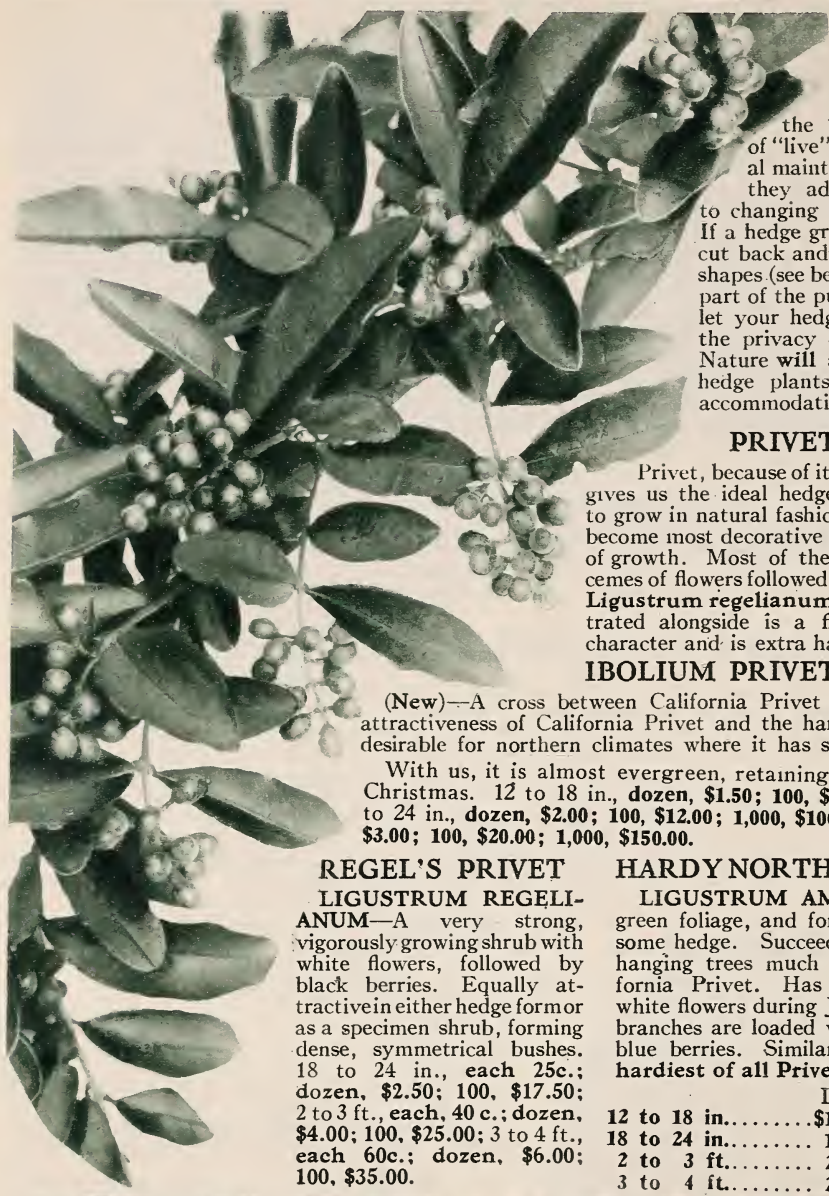 the
of "live"
al maint
they ad
to changing
If a hedge gr
cut back and
shapes (see be
part of the pu
let your hedg
the privacy
Nature will
hedge plants
accommodati
PRIVET
Privet, because of it
gives us the ideal hedge
to grow in natural fashio
become most decorative
of growth. Most of the
cemes of flowers followed
Ligustrum regelianum
trated alongside is a f
character and is extra ha
IBOLIUM PRIVET
(New)—A cross between California Privet
attractiveness of California Privet and the har
desirable for northern climates where it has s
With us, it is almost evergreen, retaining
Christmas. 12 to 18 in., dozen, $1.50; 100, $
to 24 in., dozen, $2.00; 100, $12.00; 1,000, $100
$3.00; 100, $20.00; 1,000, $150.00.
REGEL'S PRIVET
LIGUSTRUM REGELI-
ANUM—A very strong,
vigorously growing shrub with
white flowers, followed by
black berries. Equally at-
tractive in either hedge form or
as a specimen shrub, forming
dense, symmetrical bushes.
18 to 24 in., each 25c.;
dozen, $2.50; 100, $17.50;
2 to 3 ft., each, 40 c.; dozen,
$4.00; 100, $25.00; 3 to 4 ft.,
each 60c.; dozen, $6.00;
100, $35.00.
HARDY NORTH
LIGUSTRUM AM
green foliage, and for
some hedge. Succeed
hanging trees much
fornia Privet. Has
white flowers during
branches are loaded
blue berries. Similar
hardiest of all Prive
12 to 18 in.........$1
18 to 24 in......... 1
2 to 3 ft.........
3 to 4 ft.........